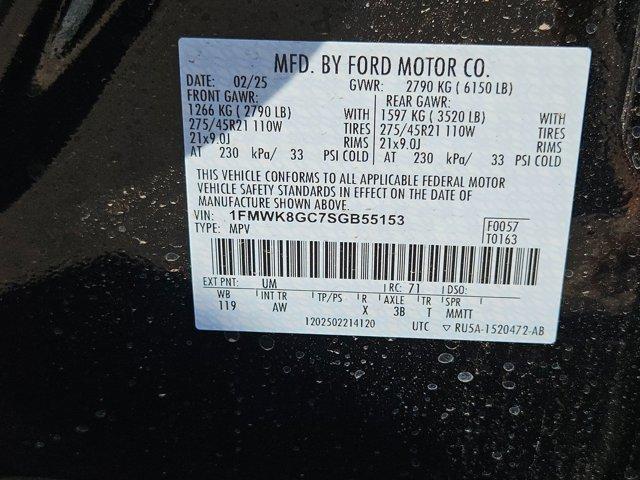 MFD. BY FORD MOTOR CO.
DATE: 02/25 GVWR: 2790 KG ( 6150 LB)
FRONT GAWR: REAR GAWR:
1266 KG ( 2790 LB) WITH 1597 KG ( 3520 LB) WITH
275/45R21 110W TIRES 275/45R21 110W TIRES
21x9.0J RIMS 21x9.0J RIMS
AT 230 kPa/ 33 PSI COLD AT 230 kPa/ 33 PSI COLD
THIS VEHICLE CONFORMS TO ALL APPLICABLE FEDERAL MOTOR
VEHICLE SAFETY STANDARDS IN EFFECT ON THE DATE OF
MANUFACTURE SHOWN ABOVE.
VIN: 1FMWK8GC7SGB55153 F0057
TYPE: MPV T0163
EXT PNT: UM RC: 71 DSO:
WB INT TR TP/PS R AXLE TR SPR
119 AW X 3B T MMTT
1202502214120 UTC ▽ RU5A-1520472-AB